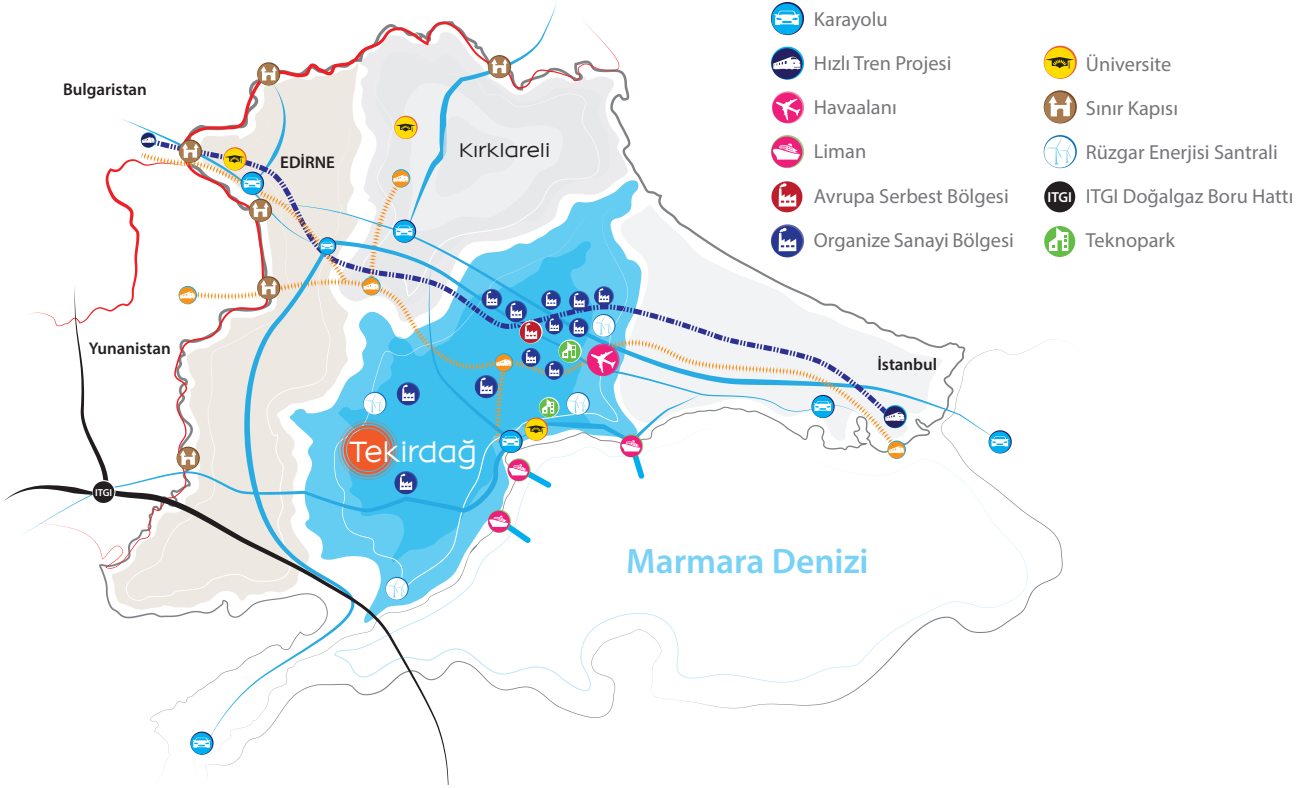 Karayolu
Hızlı Tren Projesi
Havaalanı
Liman
Avrupa Serbest Bölgesi
Organize Sanayi Bölgesi
Üniversite
Sınır Kapısı
Rüzgar Enerjisi Santrali
ITGI
ITGI Doğalgaz Boru Hattı
Teknopark
Bulgaristan
EDİRNE
Kırklareli
Yunanistan
İstanbul
Tekirdağ
ITGI
Marmara Denizi